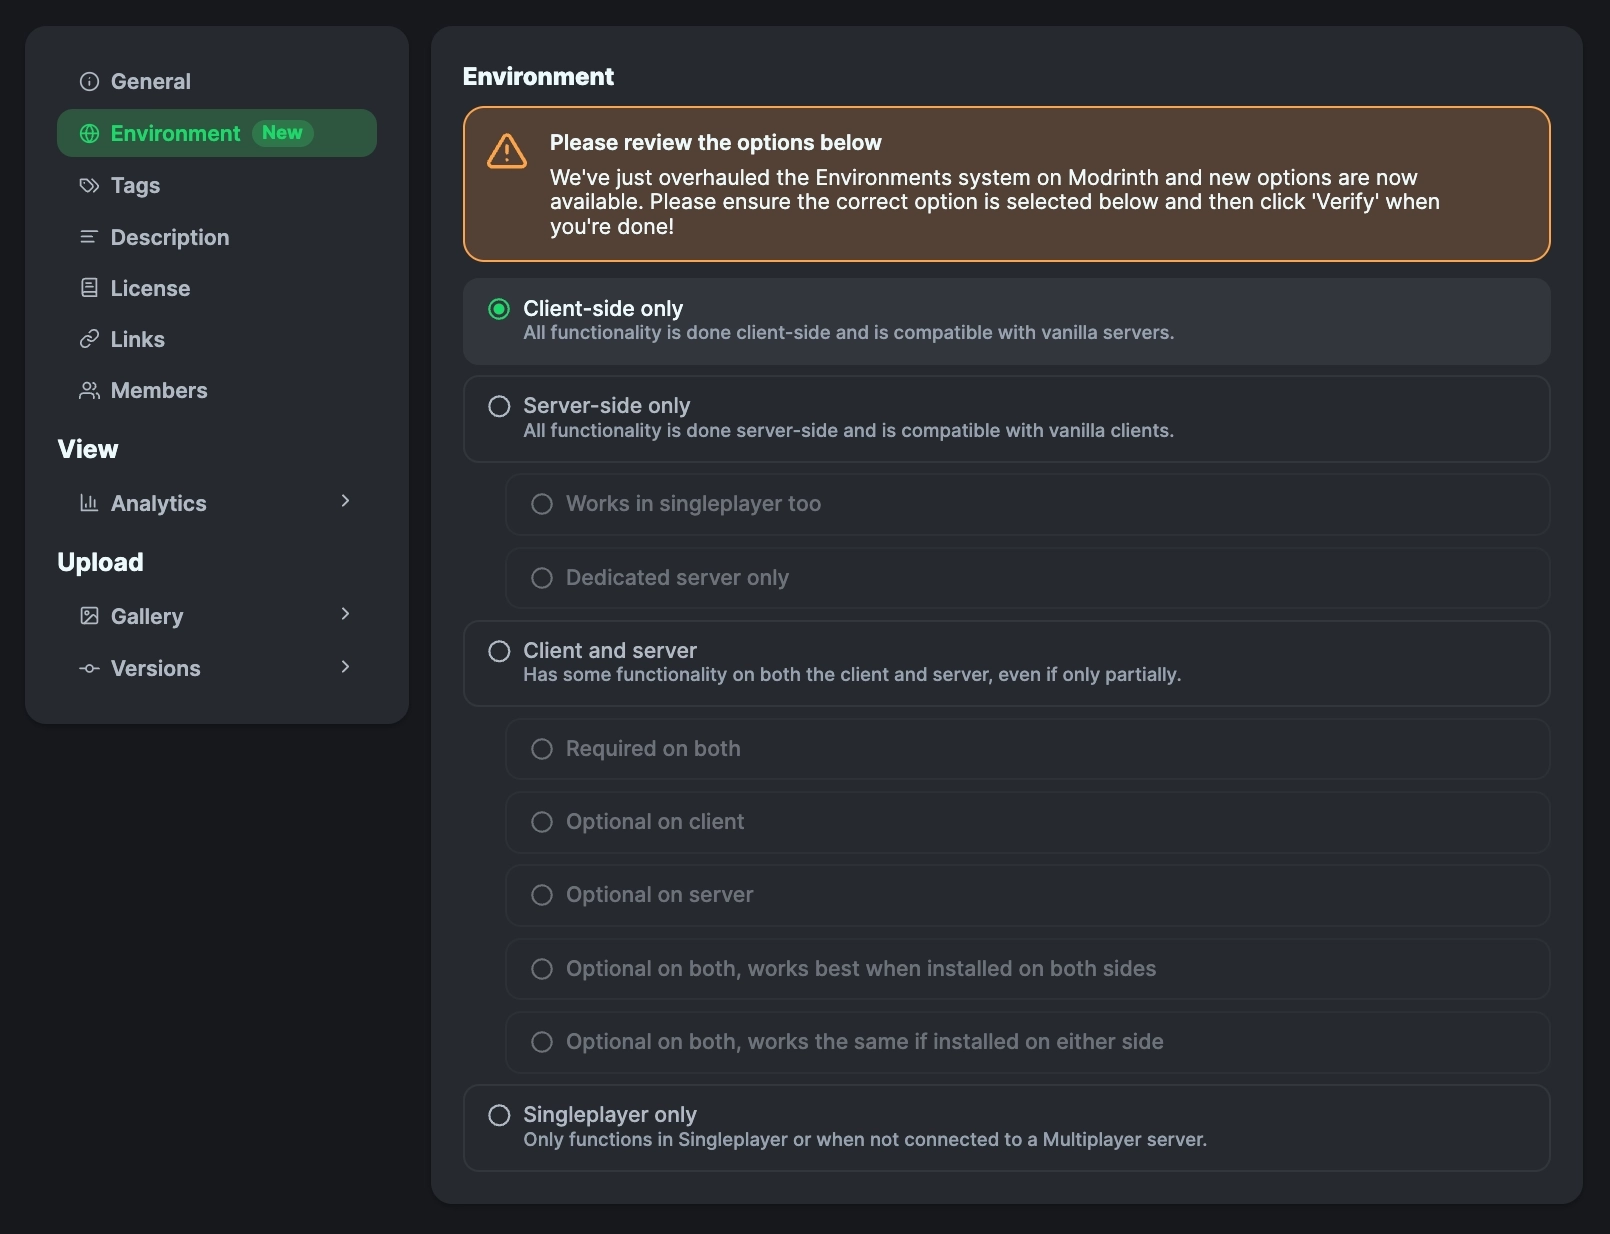 General
Environment New
Tags
Description
License
Links
Members
View
Analytics
Upload
Gallery
Versions
Environment
Please review the options below
We've just overhauled the Environments system on Modrinth and new options are now
available. Please ensure the correct option is selected below and then click 'Verify' when
you're done!
Client-side only
All functionality is done client-side and is compatible with vanilla servers.
Server-side only
All functionality is done server-side and is compatible with vanilla clients.
Works in singleplayer too
Dedicated server only
Client and server
Has some functionality on both the client and server, even if only partially.
Required on both
Optional on client
Optional on server
Optional on both, works best when installed on both sides
Optional on both, works the same if installed on either side
Singleplayer only
Only functions in Singleplayer or when not connected to a Multiplayer server.